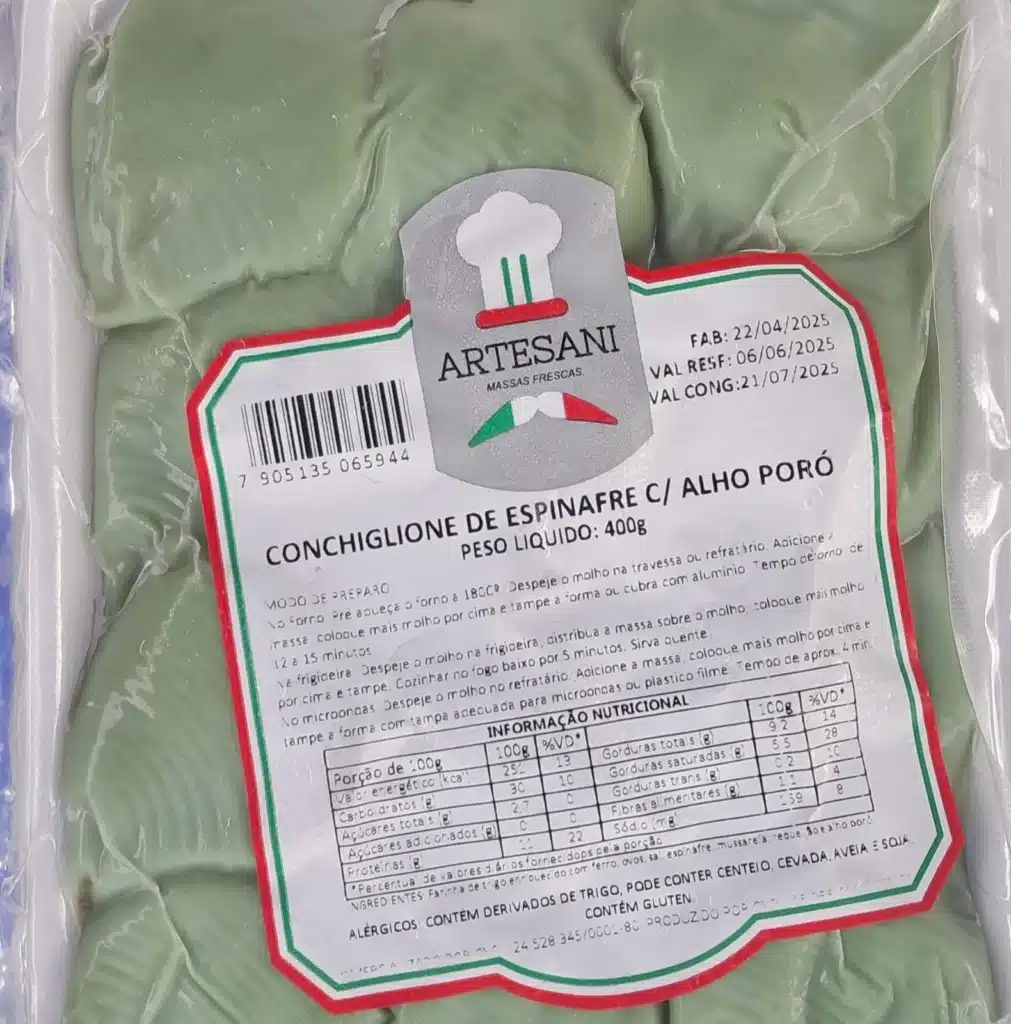 ARTESANI
MASSAS FRESCAS.
FAB: 22/04/2025
VAL RESF: 06/06/2025
VAL CONG:21/07/2025
7 905135 065944
CONCHIGLIONE DE ESPINAFRE C/ ALHO PORÓ
PESO LIQUIDO: 400g
MODO DE PREPARO
No forno Pré aqueça o forno a 180Cº Despeje o molho na travessa ou refratário. Adicione a
massa coloque mais molho por cima e tampe a forma ou cubra com aluminio Tempo de forno de
12 a 15 minutos
Na frigideira Despeje o molho na frigideira, distribua a massa sobre o molho, coloque mais molho
por cima e tampe. Cozinhar no fogo baixo por 5 minutos. Sirva quente
No microondas Despeje o molho no refratário. Adicione a massa, coloque mais molho por cima e
tampe a forma com tampa adecuada para microondas ou plastico filme. Tempo de aprox. 4 min.
INFORMAÇÃO NUTRICIONAL
Porção de 100g 100g %VD* 100g %VD*
Valor energético (kcal) 13 Gorduras totais (g) 9,2 14
Carboidratos (g) 30 10 Gorduras saturadas (g) 5,5 28
Açúcares totais (g) 2,7 0 Gorduras trans (g) 0,2 10
Açúcares adicionados (g) 0 0 Fibras alimentares (g) 1,1 4
Proteínas (g) 22 Sódio (mg) 8
*Percentual de valores diários fornecidos pela porção
INGREDIENTES: Farinha de trigo enriquecido com ferro, ovos, sal, espinafre, mussarela, requeijão e alho poró
ALÉRGICOS: CONTÉM DERIVADOS DE TRIGO, PODE CONTER CENTEIO, CEVADA, AVEIA E SOJA.
CONTÉM GLUTEN
24 528 345/0001-80 PRODUZIDO POR